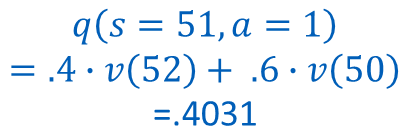 q(s = 51, a = 1)
= .4 · v(52) + .6 · v(50)
=.4031